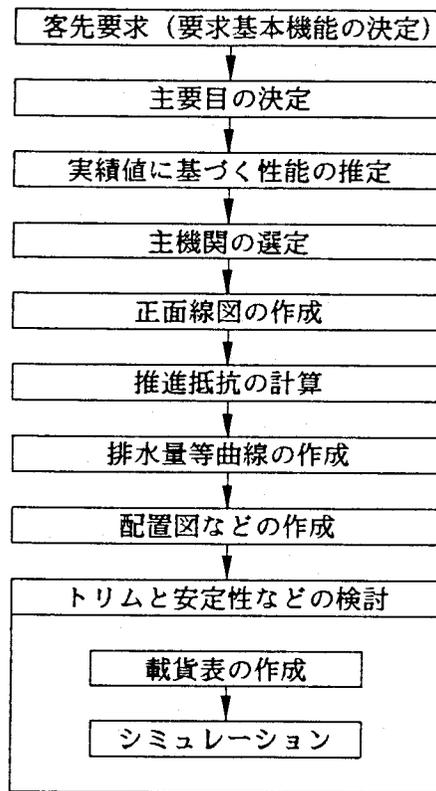 客先要求(要求基本機能の決定)
主要目の決定
実績値に基づく性能の推定
主機関の選定
正面線図の作成
推進抵抗の計算
排水量等曲線の作成
配置図などの作成
トリムと安定性などの検討
載貨表の作成
シミュレーション